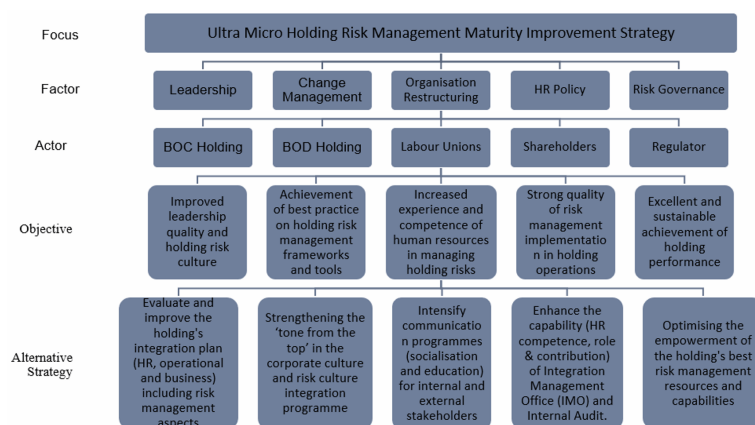 Focus
Ultra Micro Holding Risk Management Maturity Improvement Strategy
Factor
Leadership
Change
Management
Organisation
Restructuring
HR Policy
Risk Governance
Actor
BOC Holding
BOD Holding
Labour Unions
Shareholders
Regulator
Objective
Improved
leadership
quality and
holding risk
culture
Achievement
of best practice
on holding risk
management
frameworks
and tools
Increased
experience and
competence of
human resources
in managing
holding risks
Strong quality
of risk
management
implementatio
n in holding
operations
Excellent and
sustainable
achievement of
holding
performance
Alternative
Strategy
Evaluate and
improve the
holding's
integration plan
(HR, operational
and business)
including risk
management
aspects
Strengthening the
‘tone from the
top’ in the
corporate culture
and risk culture
integration
programme
Intensify
communicatio
n programmes
(socialisation
and education)
for internal and
external
stakeholders
Enhance the
capability (HR
competence, role
& contribution)
of Integration
Management
Office (IMO) and
Internal Audit.
Optimising the
empowerment of
the holding's best
risk management
resources and
capabilities